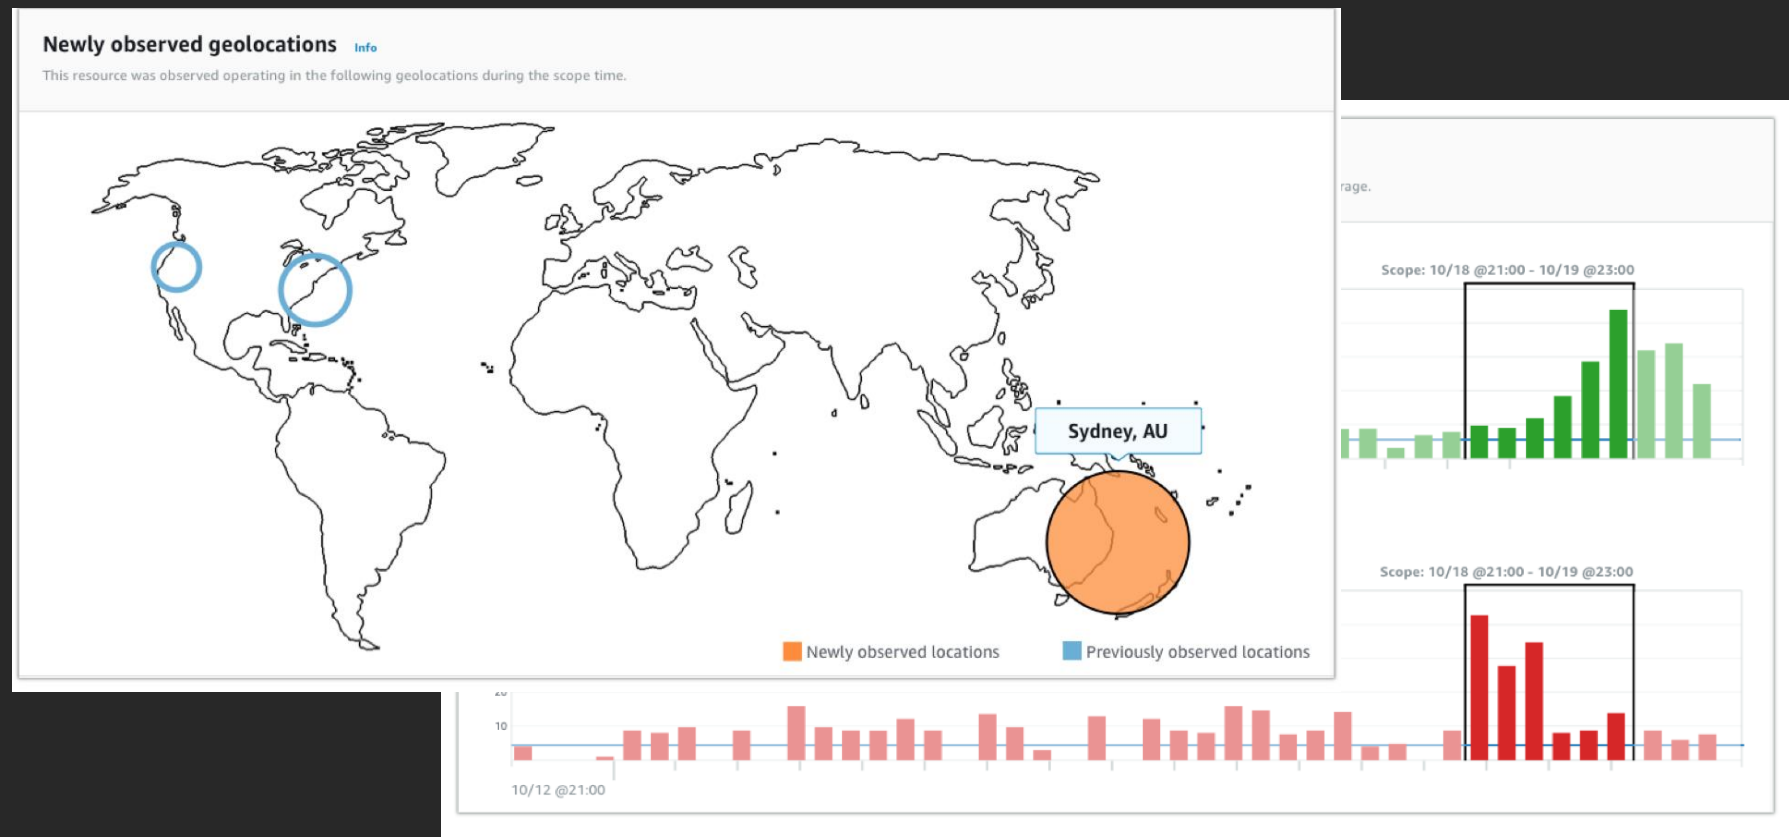 Newly observed geolocations Info
This resource was observed operating in the following geolocations during the scope time.
Sydney, AU
Newly observed locations
Previously observed locations
rage.
Scope: 10/18 @21:00 - 10/19 @23:00
Scope: 10/18 @21:00 - 10/19 @23:00
20
10
10/12 @21:00